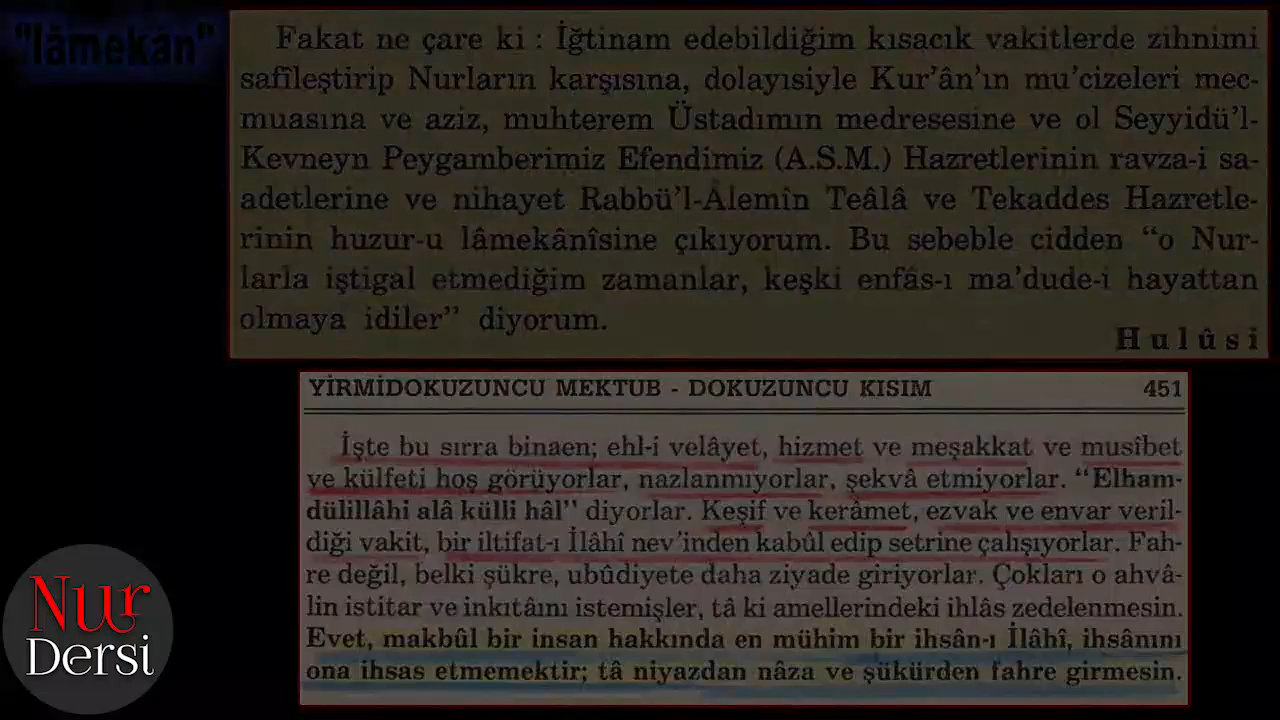 "lâmekân"
Fakat ne çare ki : İğtinam edebildiğim kısacık vakitlerde zihnimi
safîleştirip Nurların karşısına, dolayısiyle Kur'ân'ın mu'cizeleri mec-
muasına ve aziz, muhterem Üstadımın medresesine ve ol Seyyidü'l-
Kevneyn Peygamberimiz Efendimiz (A.S.M.) Hazretlerinin ravza-i sa-
adetlerine ve nihayet Rabbü'l-Âlemîn Teâlâ ve Tekaddes Hazretle-
rinin huzur-u lâmekânîsine çıkıyorum. Bu sebeble cidden "o Nur-
larla iştigal etmediğim zamanlar, keşki enfâs-ı ma'dude-i hayattan
olmaya idiler" diyorum.
Hulûsi
YİRMİDOKUZUNCU MEKTUB - DOKUZUNCU KISIM 451
İşte bu sırra binaen; ehl-i velâyet, hizmet ve meşakkat ve musîbet
ve külfeti hoş görüyorlar, nazlanmıyorlar, şekvâ etmiyorlar. "Elham-
dülillâhi alâ külli hâl" diyorlar. Keşif ve kerâmet, ezvak ve envar veril-
diği vakit, bir iltifat-ı İlâhî nev'inden kabûl edip setrine çalışıyorlar. Fah-
re değil, belki şükre, ubûdiyete daha ziyade giriyorlar. Çokları o ahvâ-
lin istitar ve inkıtâını istemişler, tâ ki amellerindeki ihlâs zedelenmesin.
Evet, makbûl bir insan hakkında en mühim bir ihsân-ı İlâhî, ihsânını
ona ihsas etmemektir; tâ niyazdan nâza ve şükürden fahre girmesin.
Nur
Dersi